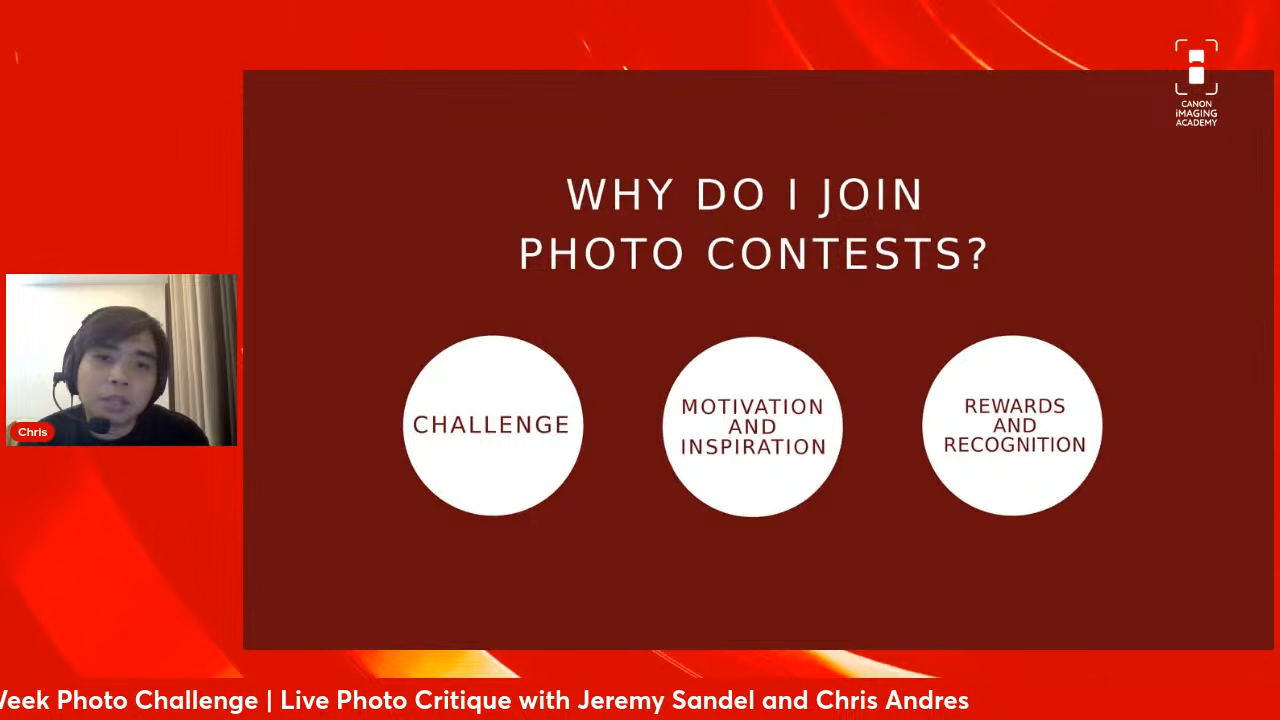 CANON
iMAGING
ACADEMY
WHY DO I JOIN
PHOTO CONTESTS?
CHALLENGE
MOTIVATION
AND
INSPIRATION
REWARDS
AND
RECOGNITION
Chris
Week Photo Challenge | Live Photo Critique with Jeremy Sandel and Chris Andres